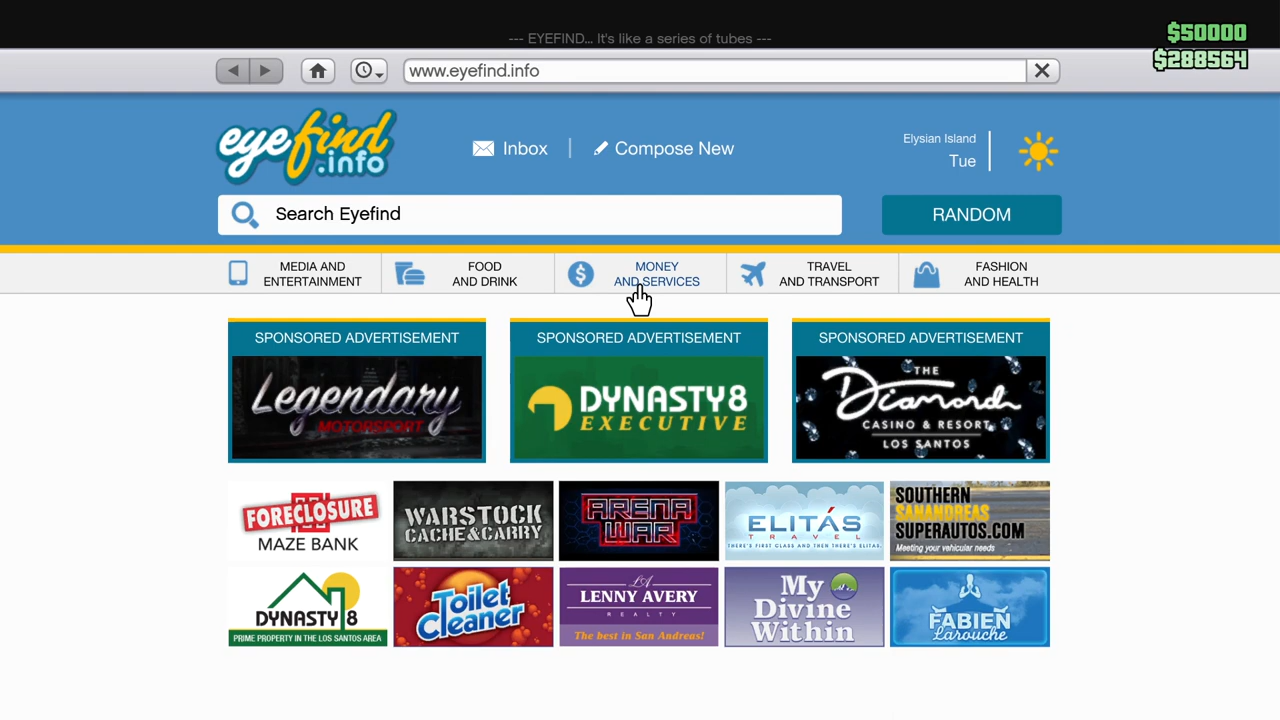 --- EYEFIND... It's like a series of tubes ---
$50000
$288564
www.eyefind.info
eyefind
.info
Inbox
Compose New
Elysian Island
Tue
Search Eyefind
RANDOM
MEDIA AND
ENTERTAINMENT
FOOD
AND DRINK
MONEY
AND SERVICES
TRAVEL
AND TRANSPORT
FASHION
AND HEALTH
SPONSORED ADVERTISEMENT
Legendary
MOTORSPORT
SPONSORED ADVERTISEMENT
DYNASTY8
EXECUTIVE
SPONSORED ADVERTISEMENT
THE
Diamond
CASINO & RESORT
LOS SANTOS
FORECLOSURE
MAZE BANK
WARSTOCK
CACHE&CARRY
ARENA
WAR
ELITÁS
TRAVEL
THERE'S FIRST CLASS AND THEN THERE'S ELITAS.
SOUTHERN
SANANDREAS
SUPERAUTOS.COM
Meeting your vehicular needs
DYNASTY 8
PRIME PROPERTY IN THE LOS SANTOS AREA
Toilet
Cleaner
LA
LENNY AVERY
REALTY
The best in San Andreas!
My
Divine
Within
FABIEN
Larouche